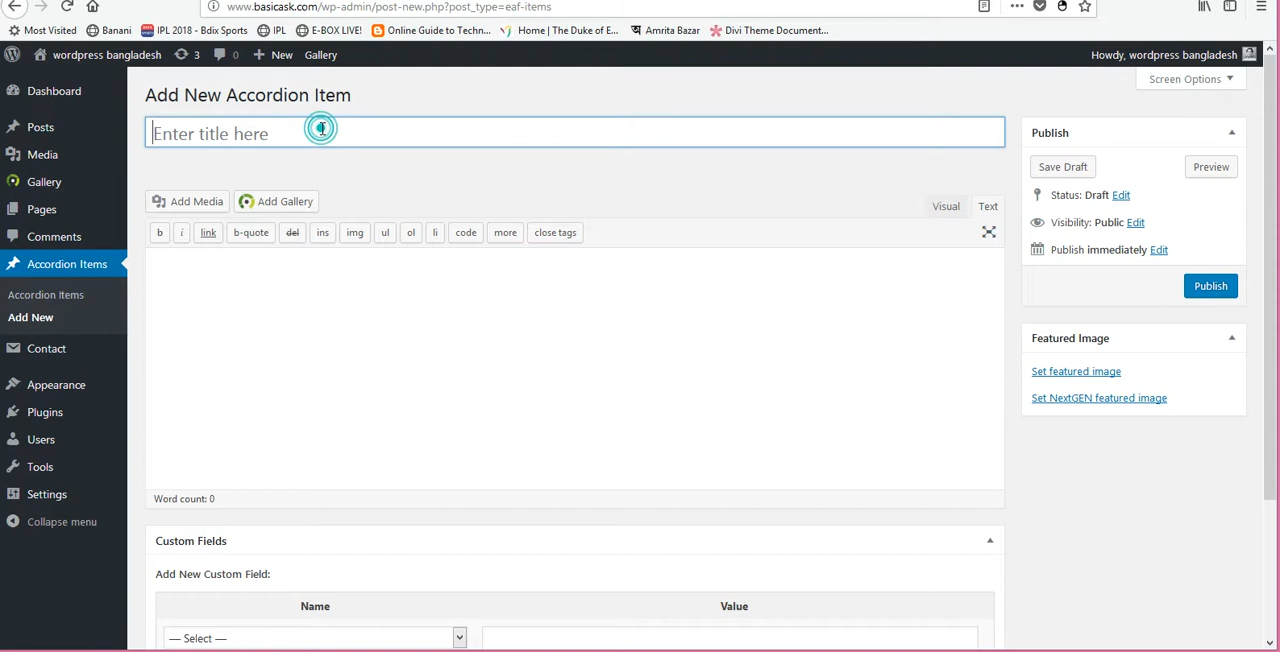 www.basicask.com/wp-admin/post-new.php?post_type=eaf-items
Most Visited Banani IPL 2018 - Bdix Sports IPL E-BOX LIVE! Online Guide to Techn... Home | The Duke of E... Amrita Bazar Divi Theme Document...
wordpress bangladesh 3 0 New Gallery Howdy, wordpress bangladesh
Screen Options
Dashboard
Posts
Media
Gallery
Pages
Comments
Accordion Items
Accordion Items
Add New
Contact
Appearance
Plugins
Users
Tools
Settings
Collapse menu
Add New Accordion Item
Enter title here
Add Media Add Gallery Visual Text
b i link b-quote del ins img ul ol li code more close tags
Word count: 0
Custom Fields
Add New Custom Field:
Name Value
— Select —
Publish
Save Draft Preview
Status: Draft Edit
Visibility: Public Edit
Publish immediately Edit
Publish
Featured Image
Set featured image
Set NextGEN featured image